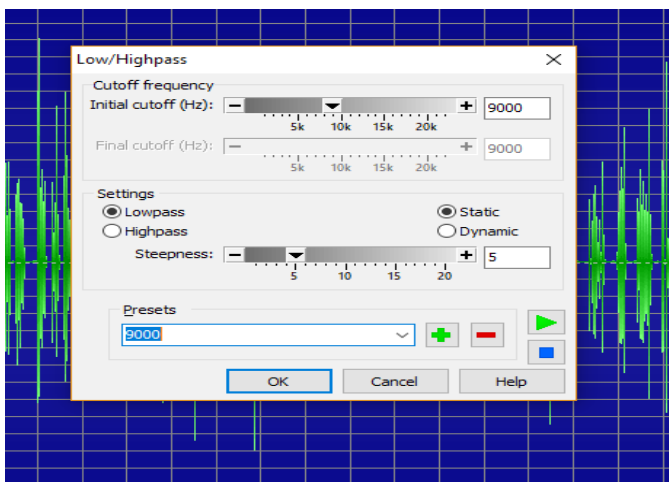 Low/Highpass
Cutoff frequency
Initial cutoff (Hz): 9000
5k 10k 15k 20k
Final cutoff (Hz): 9000
5k 10k 15k 20k
Settings
Lowpass Static
Highpass Dynamic
Steepness: 5
5 10 15 20
Presets
9000
OK Cancel Help